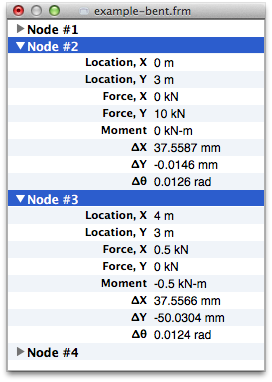 example-bent.frm
Node #1
Node #2
Location, X 0 m
Location, Y 3 m
Force, X 0 kN
Force, Y 10 kN
Moment 0 kN-m
ΔX 37.5587 mm
ΔY -0.0146 mm
Δθ 0.0126 rad
Node #3
Location, X 4 m
Location, Y 3 m
Force, X 0.5 kN
Force, Y 0 kN
Moment -0.5 kN-m
ΔX 37.5566 mm
ΔY -50.0304 mm
Δθ 0.0124 rad
Node #4